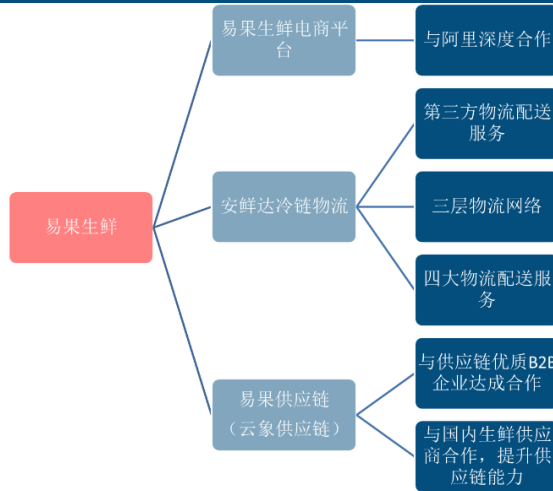 易果生鲜
易果生鲜电商平
台
与阿里深度合作
安鲜达冷链物流
第三方物流配送
服务
三层物流网络
四大物流配送服
务
易果供应链
（云象供应链）
与供应链优质B2B
企业达成合作
与国内生鲜供应
商合作，提升供
应链能力